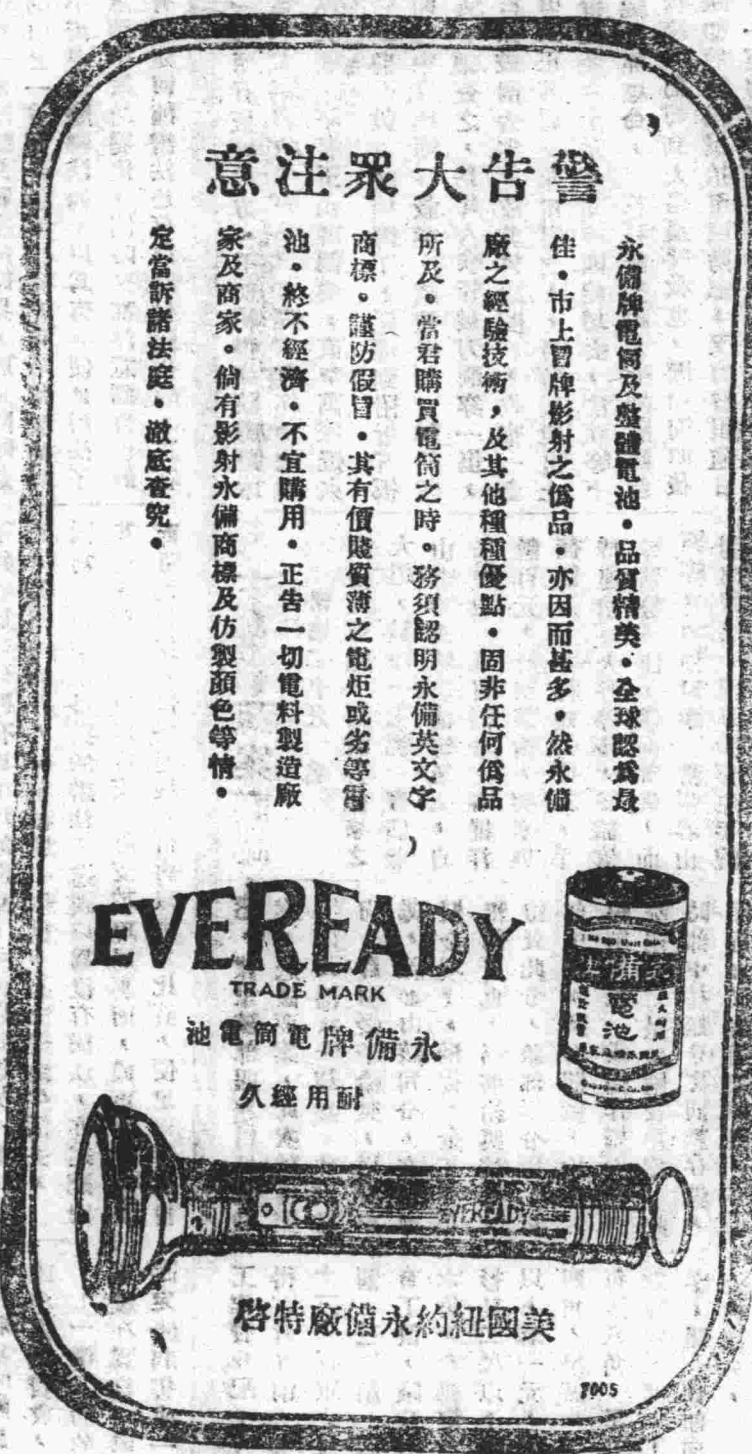 警告大眾注意
永備牌電筒及整體電池。品質精美。全球認爲最
佳。市上冒牌影射之僞品。亦因而甚多。然永備
廠之經驗技術，及其他種種優點。固非任何僞品
所及。當君購買電筒之時。務須認明永備英文字
商標。謹防假冒。其有價賤質薄之電炬或劣等電
池。終不經濟。不宜購用。正告一切電料製造廠
家及商家。倘有影射永備商標及仿製顏色等情。
定當訴諸法庭。澈底查究。
EVEREADY
TRADE MARK
永備牌電筒電池
耐用經久
永備牌
電池
EVEREADY
美國紐約永備廠特啓
7005